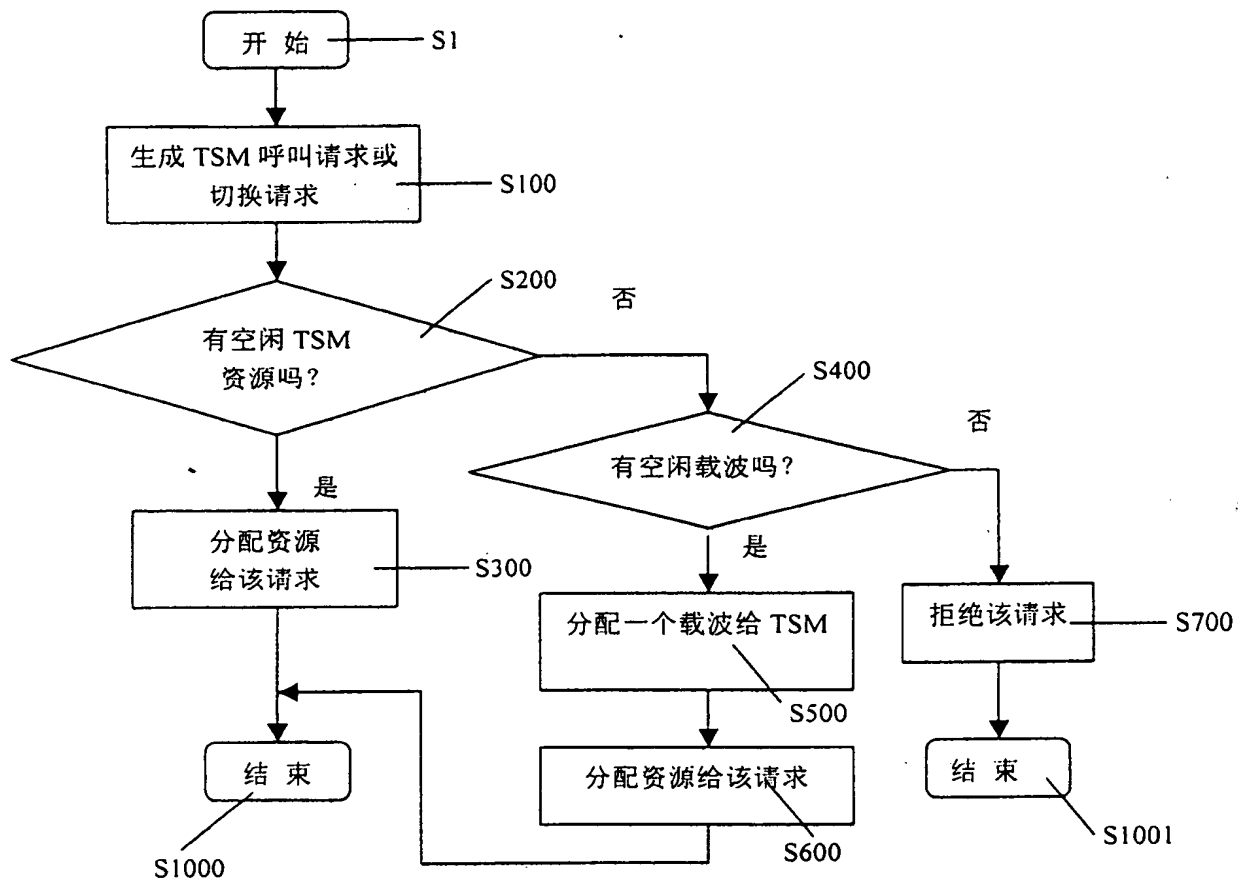 开 始
S1
生成 TSM 呼叫请求或
切换请求
S100
S200
否
有空闲 TSM
资源吗?
S400
否
有空闲载波吗?
是
是
分配资源
给该请求
S300
分配一个载波给 TSM
拒绝该请求
S700
S500
结 束
分配资源给该请求
结 束
S1000
S600
S1001